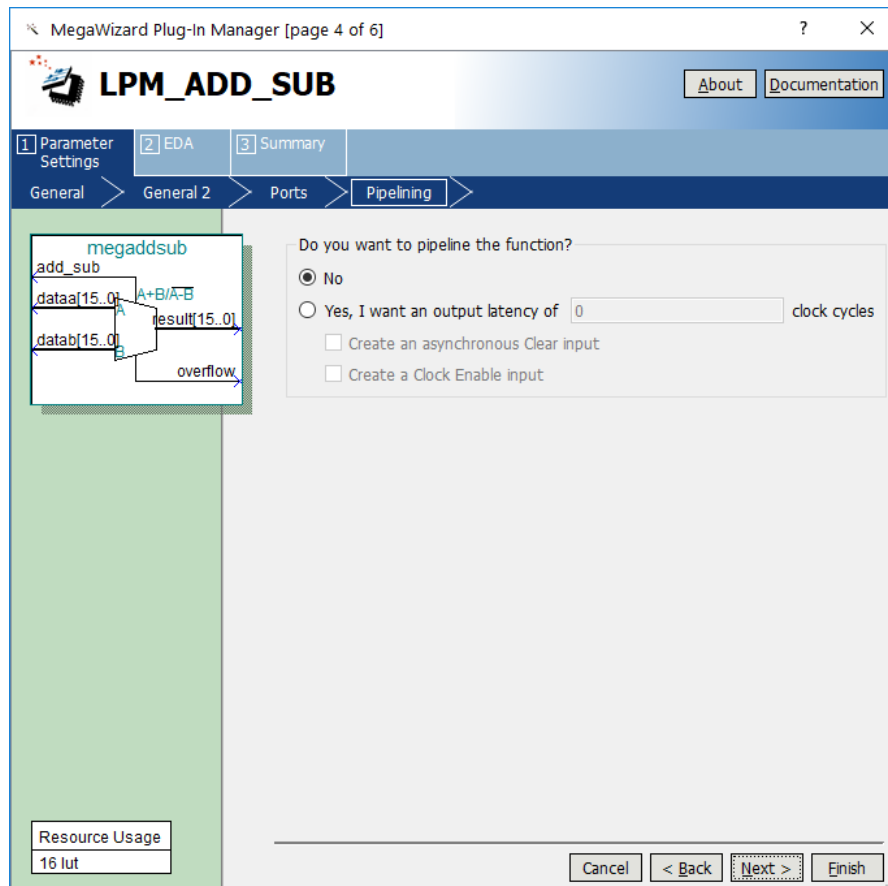 MegaWizard Plug-In Manager [page 4 of 6]
?
LPM_ADD_SUB
About
Documentation
1 Parameter Settings
2 EDA
3 Summary
General
General 2
Ports
Pipelining
megaddsub
add_sub
A+B/A-B
dataa[15..0]
A
result[15..0]
datab[15..0]
B
overflow
Do you want to pipeline the function?
No
Yes, I want an output latency of 0 clock cycles
Create an asynchronous Clear input
Create a Clock Enable input
Resource Usage
16 lut
Cancel
< Back
Next >
Finish